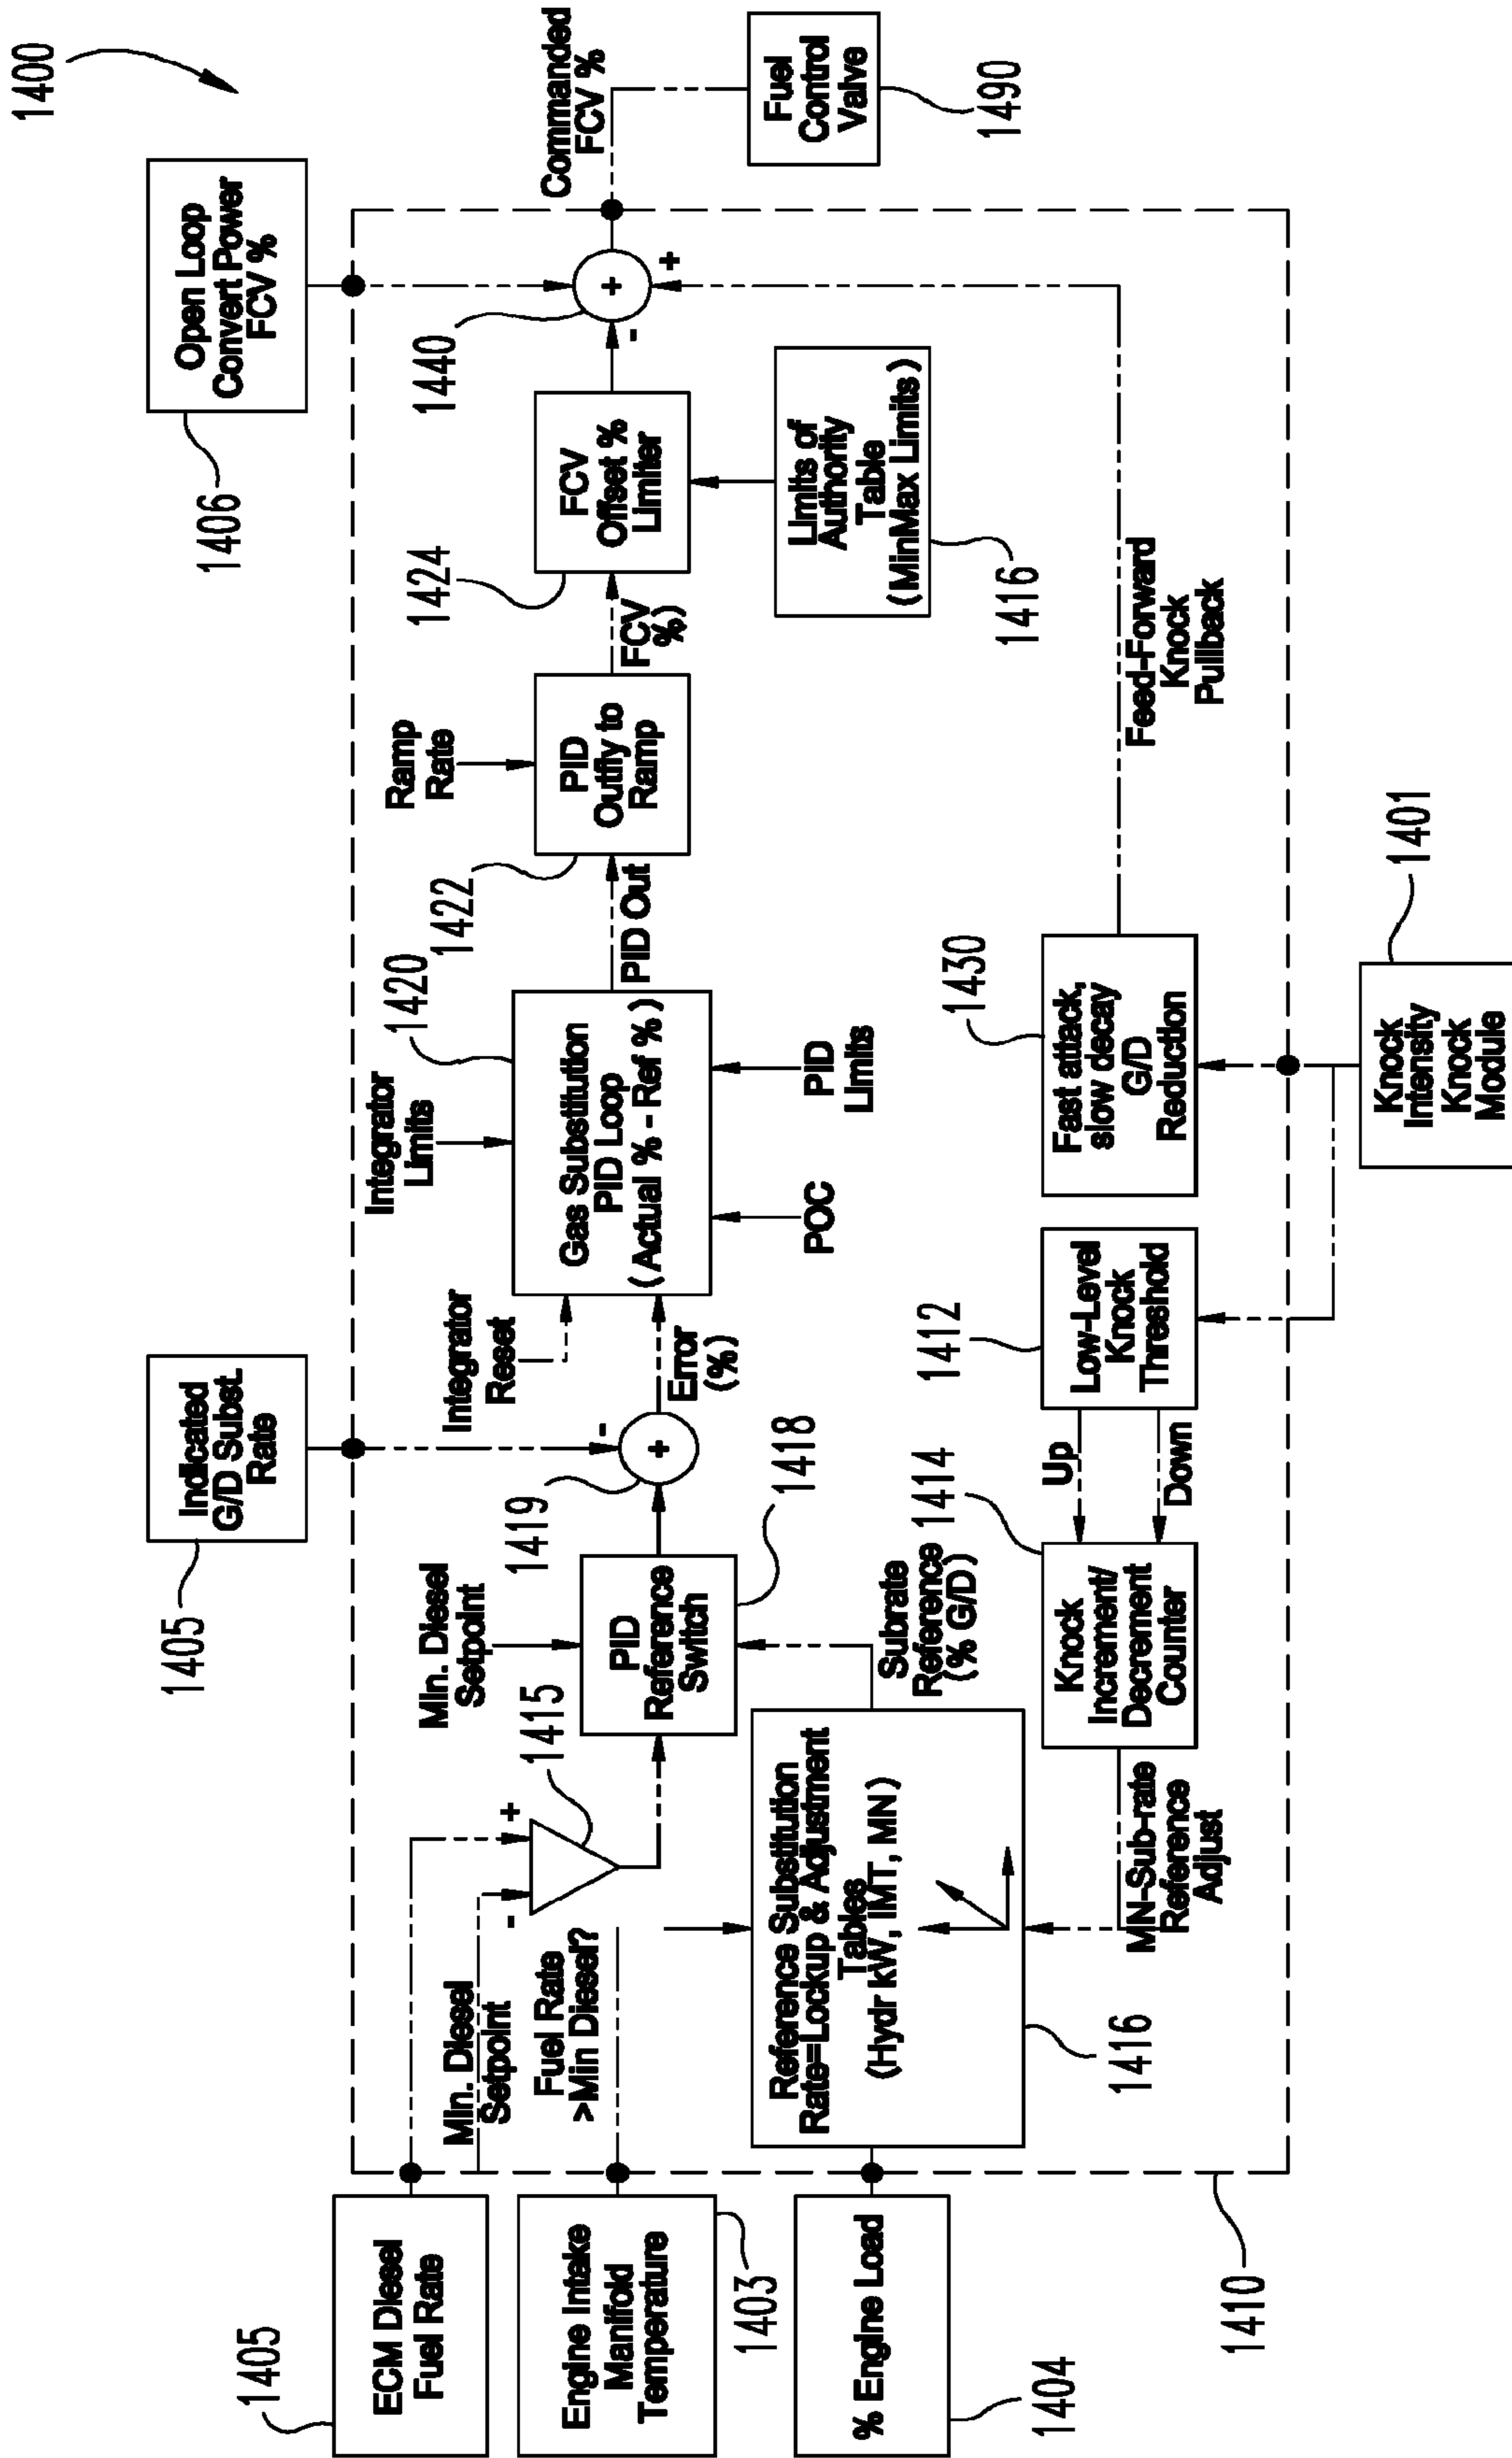 1400
Open Loop
Convert Power
FCV %
1406
Commanded
FCV %
Fuel
Control
Valve
1490
1440
+
-
+
FCV
Offset %
Limiter
1424
Limits of
Authority
Table
(MinMax Limits)
1416
FCV
%)
Ramp
Rate
PID
Outfly to
Ramp
1422
PID Out
Integrator
Limits
1420
Gas Substitution
PID Loop
(Actual % - Ref %)
POC
PID
Limits
Integrator
Reset
Error
(%)
Indicated
G/D Subst.
Rate
1405
-
+
1419
Min. Diesel
Setpoint
PID
Reference
Switch
1418
1415
+
-
Min. Diesel
Setpoint
Fuel Rate
>Min Diesel?
Subrate
Reference
(% G/D)
Reference Substitution
Rate=Lockup & Adjustment
Tables
(Hydr kW, IMT, MN)
1416
MN-Sub-rate
Reference
Adjust
Knock
Increment/
Decrement
Counter
1414
Up
Down
Low-Level
Knock
Threshold
1412
Fast attack,
slow decay
G/D
Reduction
1430
Feed-Forward
Knock
Pullback
Knock
Intensity
Knock
Module
1401
ECM Diesel
Fuel Rate
1405
Engine Intake
Manifold
Temperature
1403
% Engine Load
1404
1410